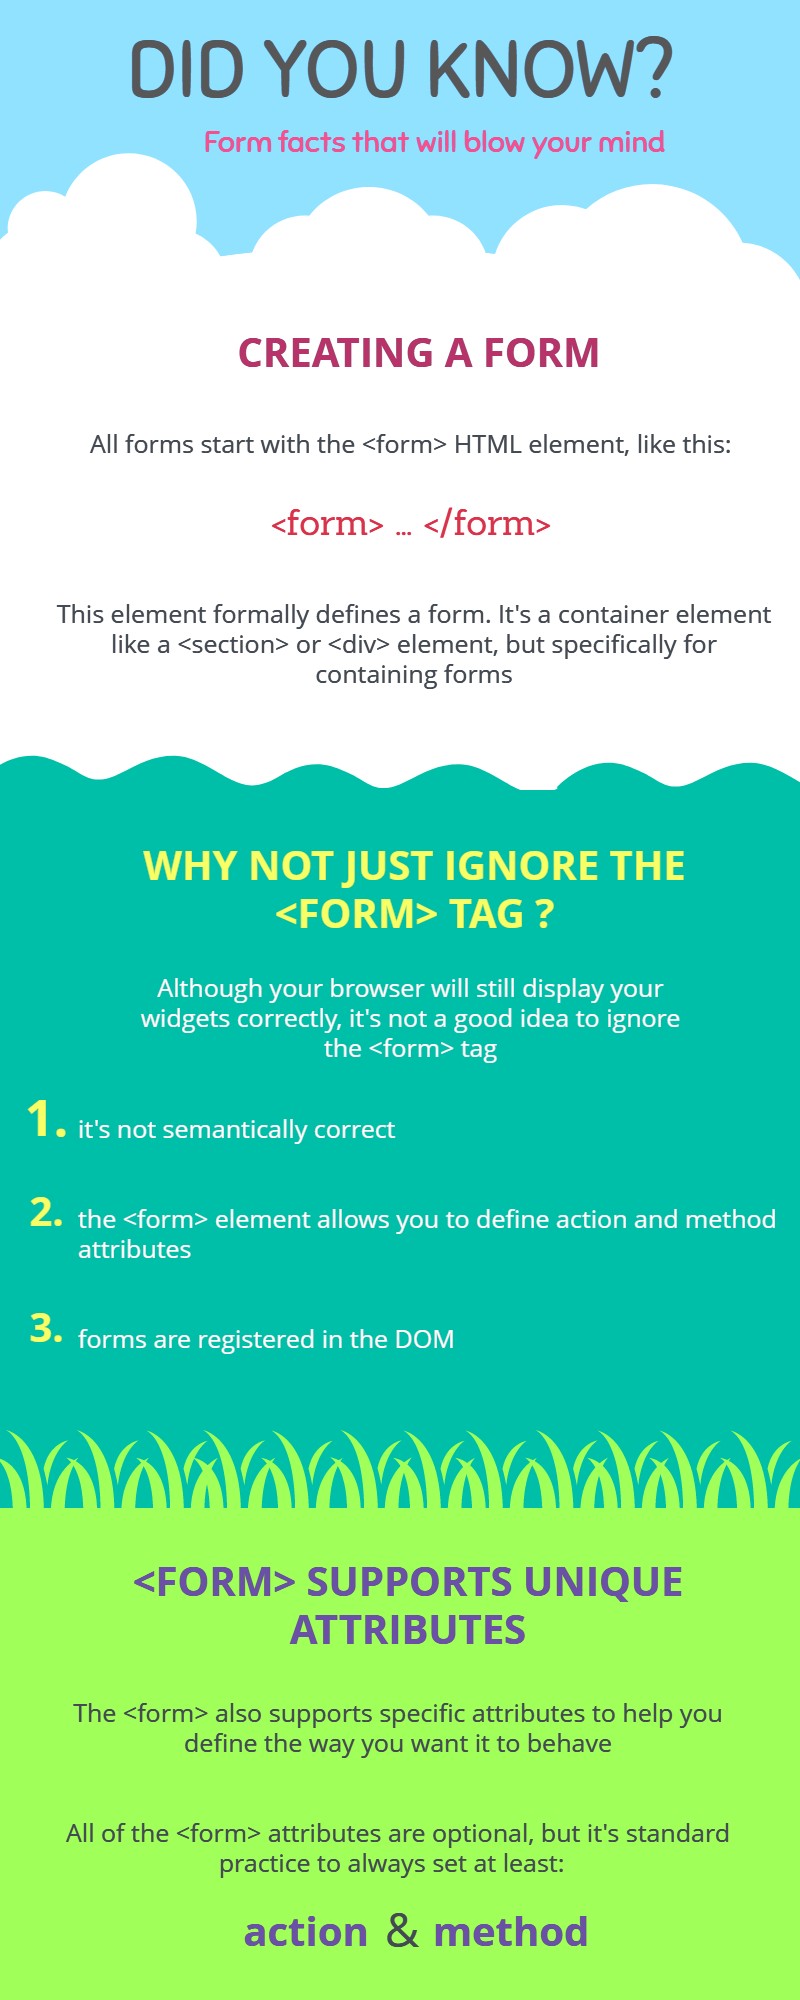 DID YOU KNOW?
Form facts that will blow your mind
CREATING A FORM
All forms start with the <form> HTML element, like this:
<form> ... </form>
This element formally defines a form. It's a container element
like a <section> or <div> element, but specifically for
containing forms
WHY NOT JUST IGNORE THE
<FORM> TAG ?
Although your browser will still display your
widgets correctly, it's not a good idea to ignore
the <form> tag
1. it's not semantically correct
2. the <form> element allows you to define action and method
attributes
3. forms are registered in the DOM
<FORM> SUPPORTS UNIQUE
ATTRIBUTES
The <form> also supports specific attributes to help you
define the way you want it to behave
All of the <form> attributes are optional, but it's standard
practice to always set at least:
action & method